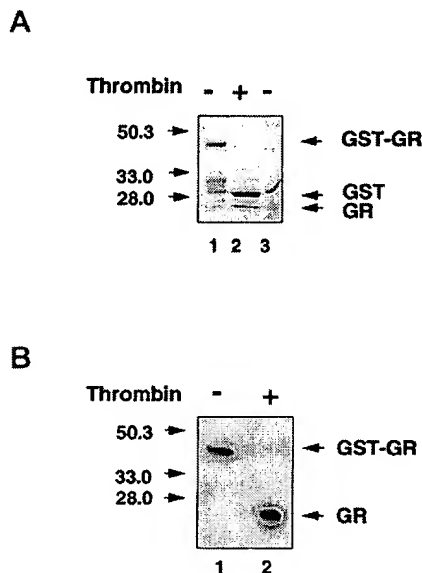 A
Thrombin - + -
50.3 GST-GR
33.0
28.0 GST
GR
1 2 3
B
Thrombin - +
50.3 GST-GR
33.0
28.0
GR
1 2